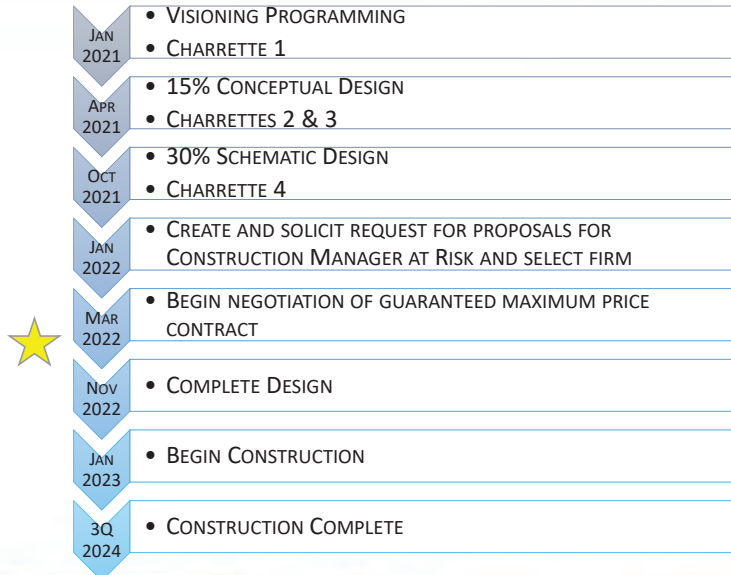 JAN
2021
• VISIONING PROGRAMMING
• CHARRETTE 1
APR
2021
• 15% CONCEPTUAL DESIGN
• CHARRETTES 2 & 3
OCT
2021
• 30% SCHEMATIC DESIGN
• CHARRETTE 4
JAN
2022
• CREATE AND SOLICIT REQUEST FOR PROPOSALS FOR
CONSTRUCTION MANAGER AT RISK AND SELECT FIRM
MAR
2022
• BEGIN NEGOTIATION OF GUARANTEED MAXIMUM PRICE
CONTRACT
NOV
2022
• COMPLETE DESIGN
JAN
2023
• BEGIN CONSTRUCTION
3Q
2024
• CONSTRUCTION COMPLETE